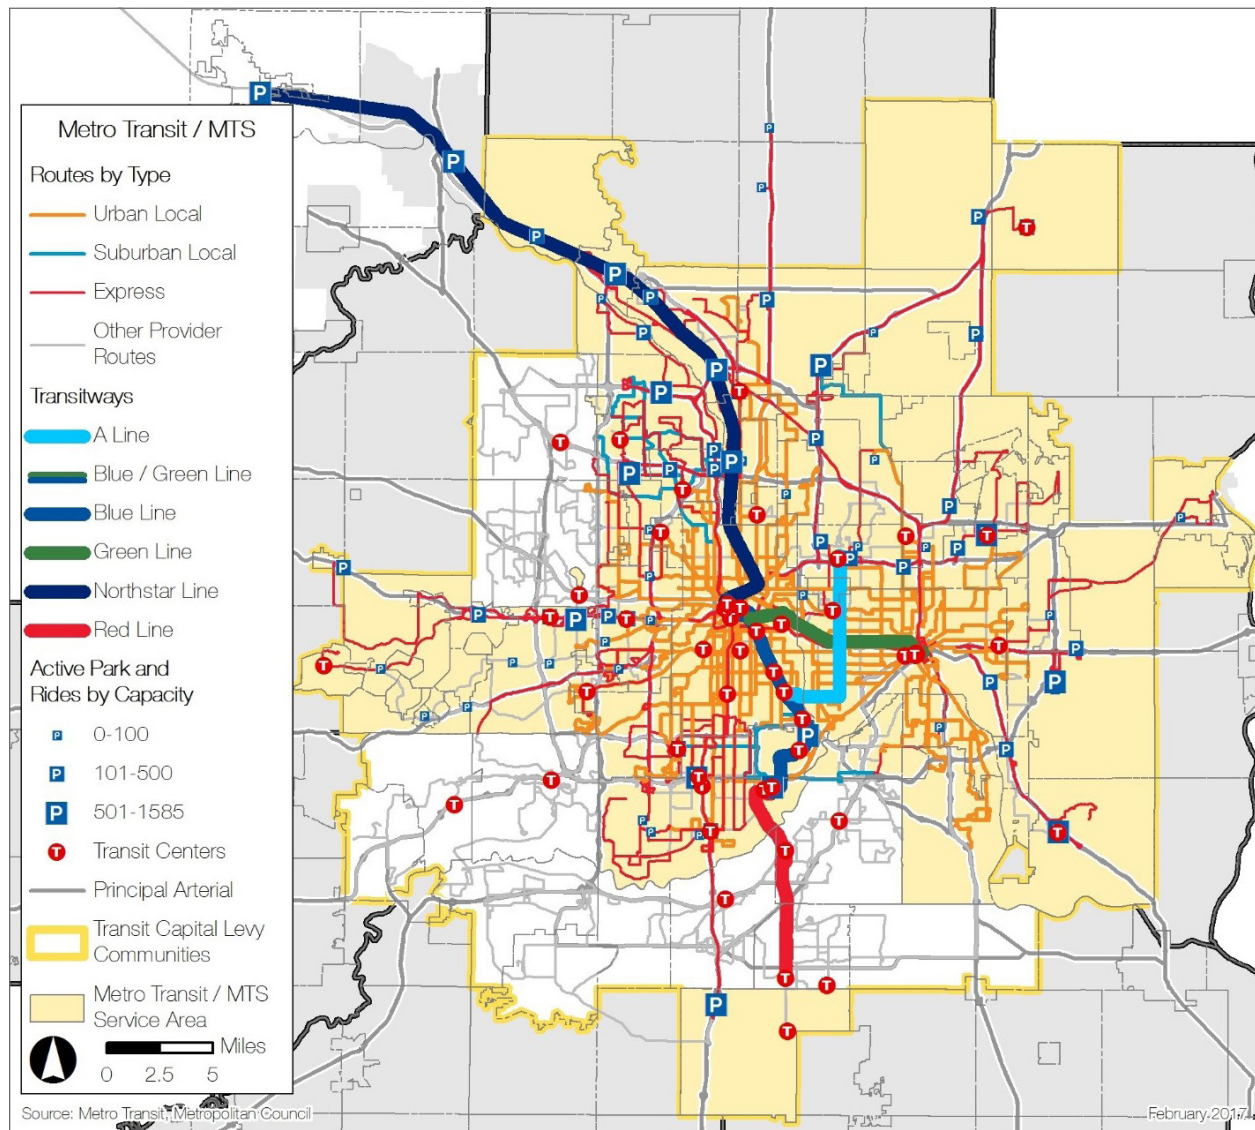 Metro Transit / MTS
Routes by Type
Urban Local
Suburban Local
Express
Other Provider
Routes
Transitways
A Line
Blue / Green Line
Blue Line
Green Line
Northstar Line
Red Line
Active Park and
Rides by Capacity
P 0-100
P 101-500
P 501-1585
T Transit Centers
Principal Arterial
Transit Capital Levy
Communities
Metro Transit / MTS
Service Area
Miles
0 2.5 5
Source: Metro Transit, Metropolitan Council
February 2017